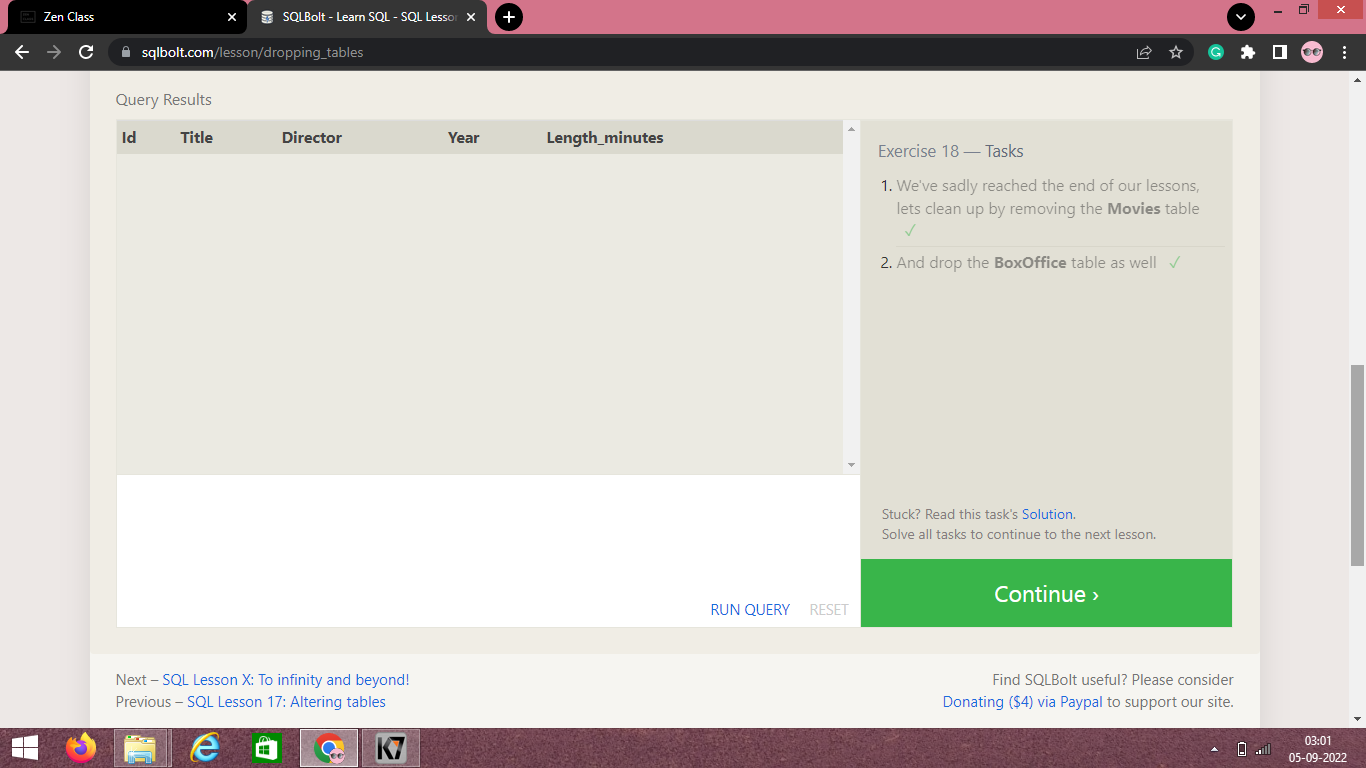 Zen Class
SQLBolt - Learn SQL - SQL Lesson
sqlbolt.com/lesson/dropping_tables
Query Results
Id Title Director Year Length_minutes
Exercise 18 — Tasks
1. We've sadly reached the end of our lessons,
lets clean up by removing the Movies table
✓
2. And drop the BoxOffice table as well ✓
Stuck? Read this task's Solution.
Solve all tasks to continue to the next lesson.
RUN QUERY RESET
Continue ›
Next – SQL Lesson X: To infinity and beyond!
Previous – SQL Lesson 17: Altering tables
Find SQLBolt useful? Please consider
Donating ($4) via Paypal to support our site.
K7
03:01
05-09-2022